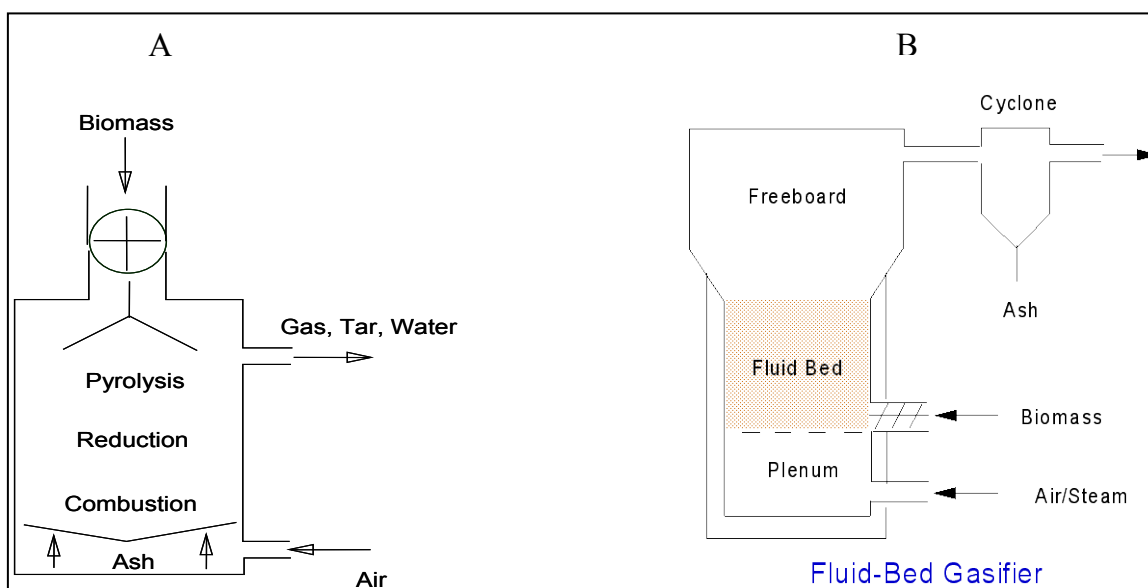 A
Biomass
Gas, Tar, Water
Pyrolysis
Reduction
Combustion
Ash
Air
B
Cyclone
Freeboard
Ash
Fluid Bed
Biomass
Plenum
Air/Steam
Fluid-Bed Gasifier